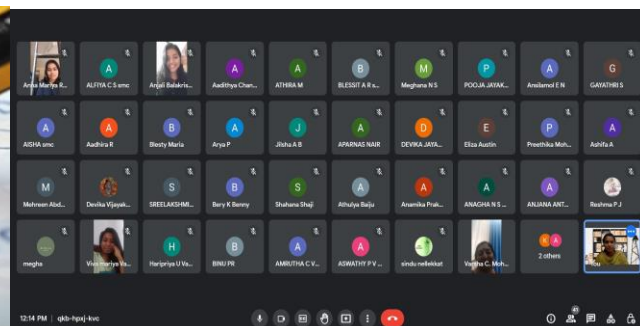 Anna Mariya R... ALFIYA C S smc Anjali Balakris... Aadithya Chan... ATHIRA M BLESSIT A R s... Meghana N S POOJA JAYAK... Ansilamol E N GAYATHRI S
A A A B M P A G
AISHA smc Aadhira R Blesty Maria Arya P Jilsha A B APARNAS NAIR DEVIKA JAYA... Eliza Austin Preethika Moh... Ashifa A
A A B A J A D E P A
Mehreen Abd... Devika Vijayak... SREELAKSHMI... Bery K Benny Shahana Shaji Athulya Baiju Anamika Prak... ANAGHA N S ... ANJANA ANT... Reshma P J
M S B S A A A A
megha Viva mariya Va... Haripriya U Va... BINU PR AMRUTHA C V... ASWATHY P V ... sindu nellekkat Vartha C. Moh... 2 others You
H B A A
12:14 PM | qkb-hpxj-kvc